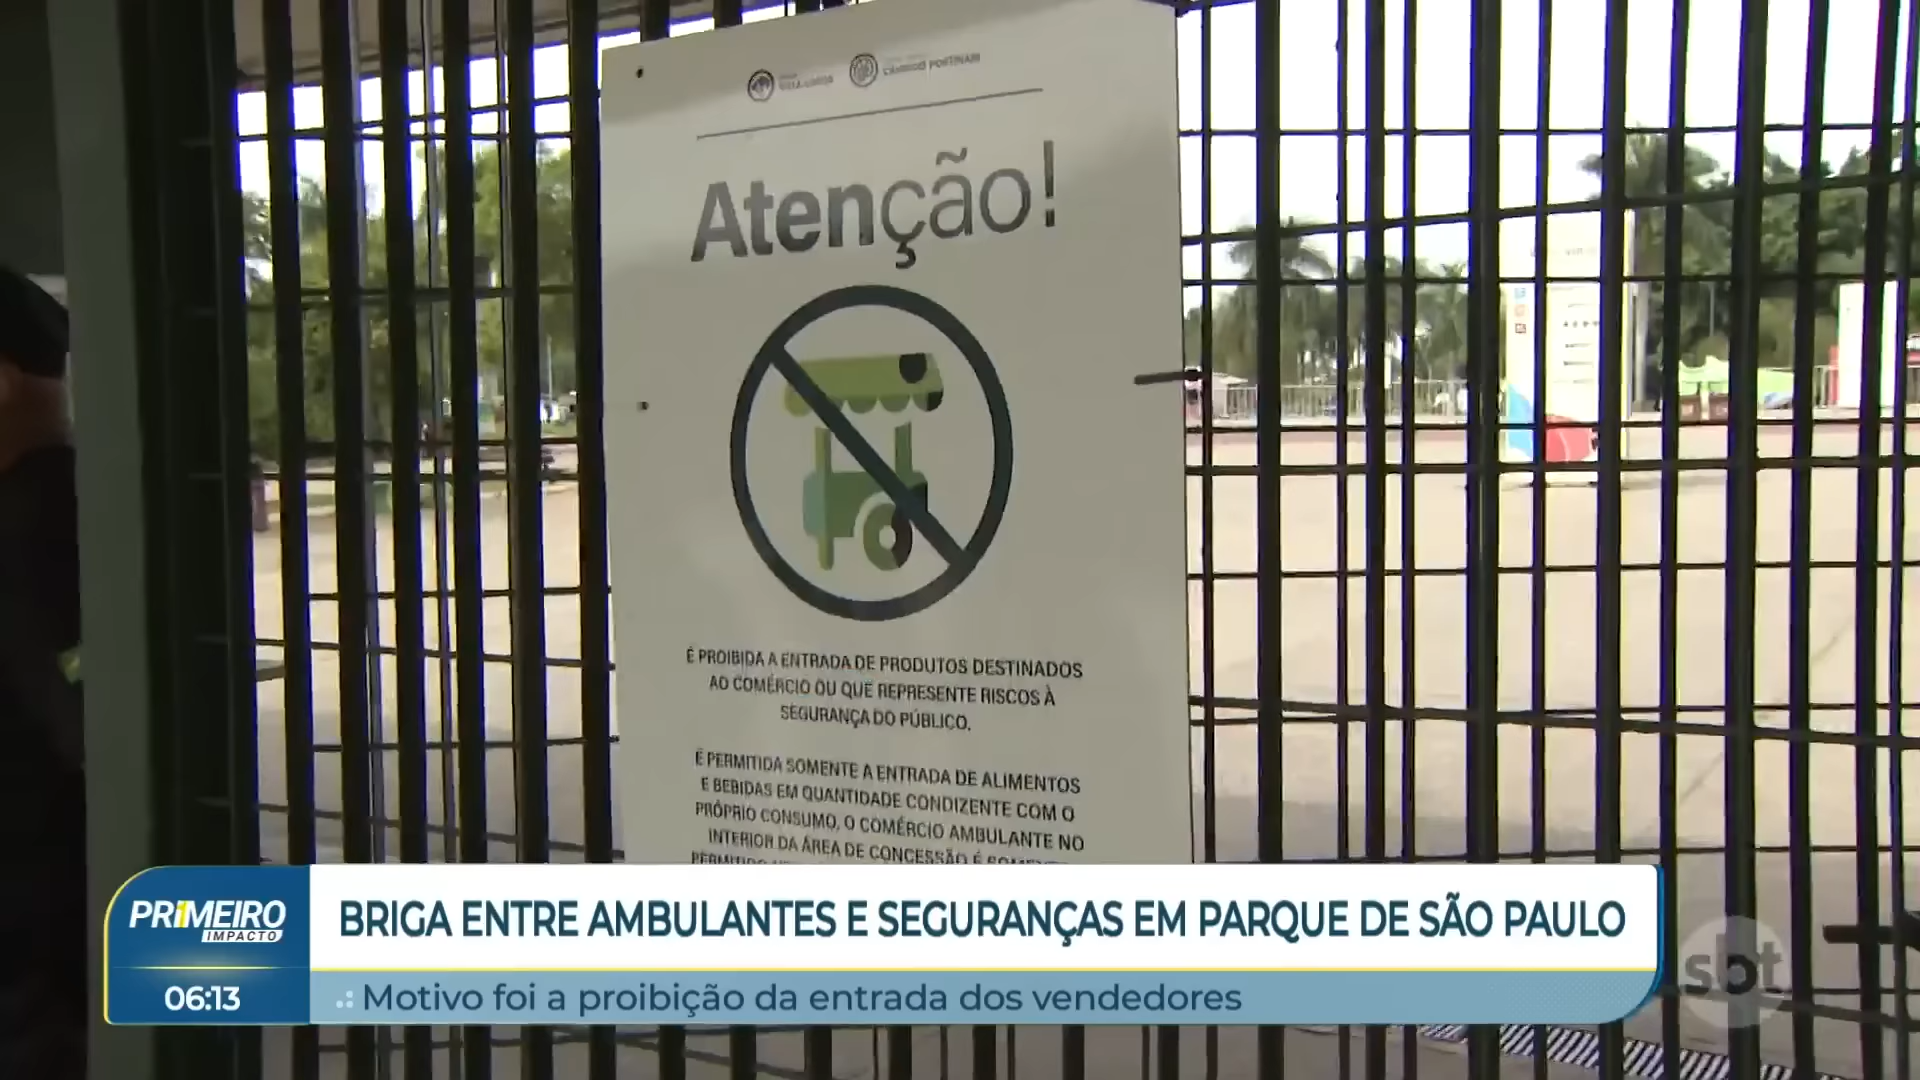 CÂNDIDO PORTINARI
Atenção!
É PROIBIDA A ENTRADA DE PRODUTOS DESTINADOS
AO COMÉRCIO OU QUE REPRESENTE RISCOS À
SEGURANÇA DO PÚBLICO.
É PERMITIDA SOMENTE A ENTRADA DE ALIMENTOS
E BEBIDAS EM QUANTIDADE CONDIZENTE COM O
PRÓPRIO CONSUMO. O COMÉRCIO AMBULANTE NO
INTERIOR DA ÁREA DE CONCESSÃO É
PRIMEIRO
IMPACTO
06:13
BRIGA ENTRE AMBULANTES E SEGURANÇAS EM PARQUE DE SÃO PAULO
.: Motivo foi a proibição da entrada dos vendedores
sbt